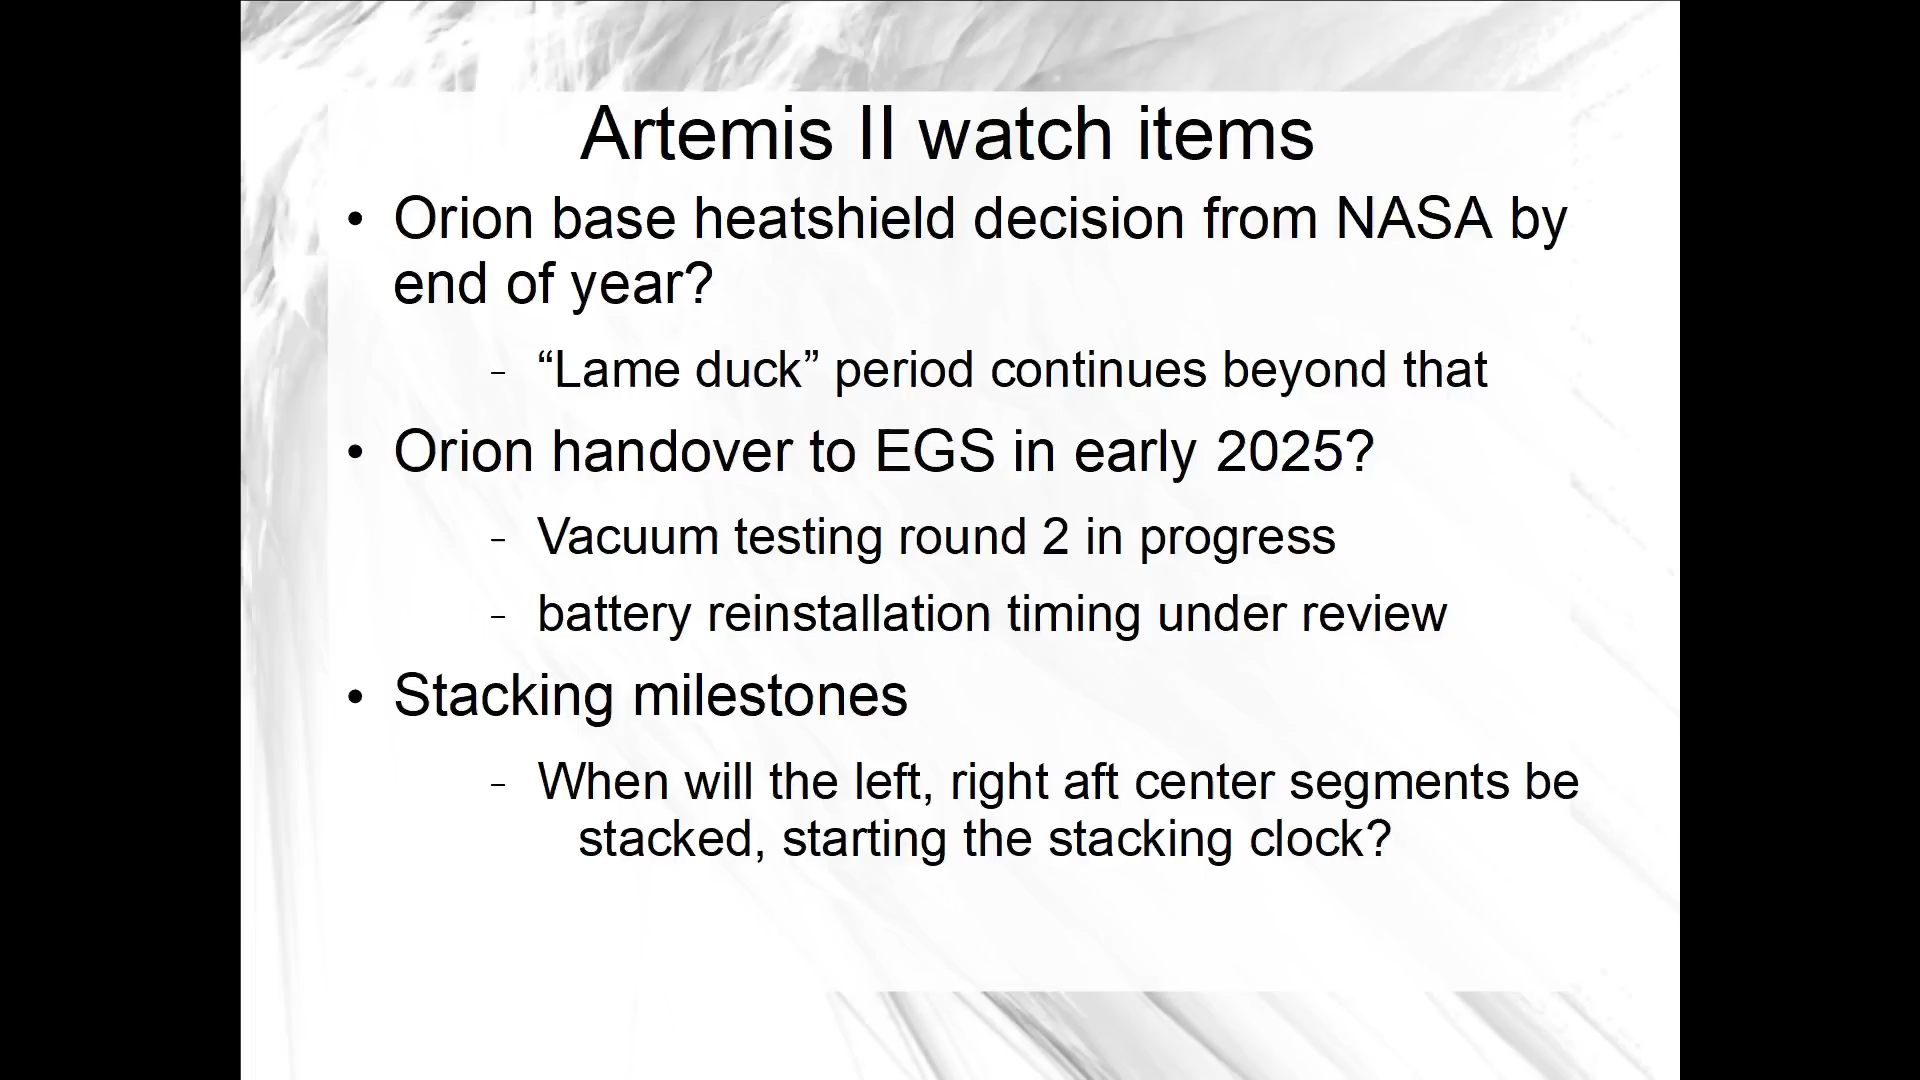 Artemis II watch items
• Orion base heatshield decision from NASA by
end of year?
– “Lame duck” period continues beyond that
• Orion handover to EGS in early 2025?
– Vacuum testing round 2 in progress
– battery reinstallation timing under review
• Stacking milestones
– When will the left, right aft center segments be
stacked, starting the stacking clock?